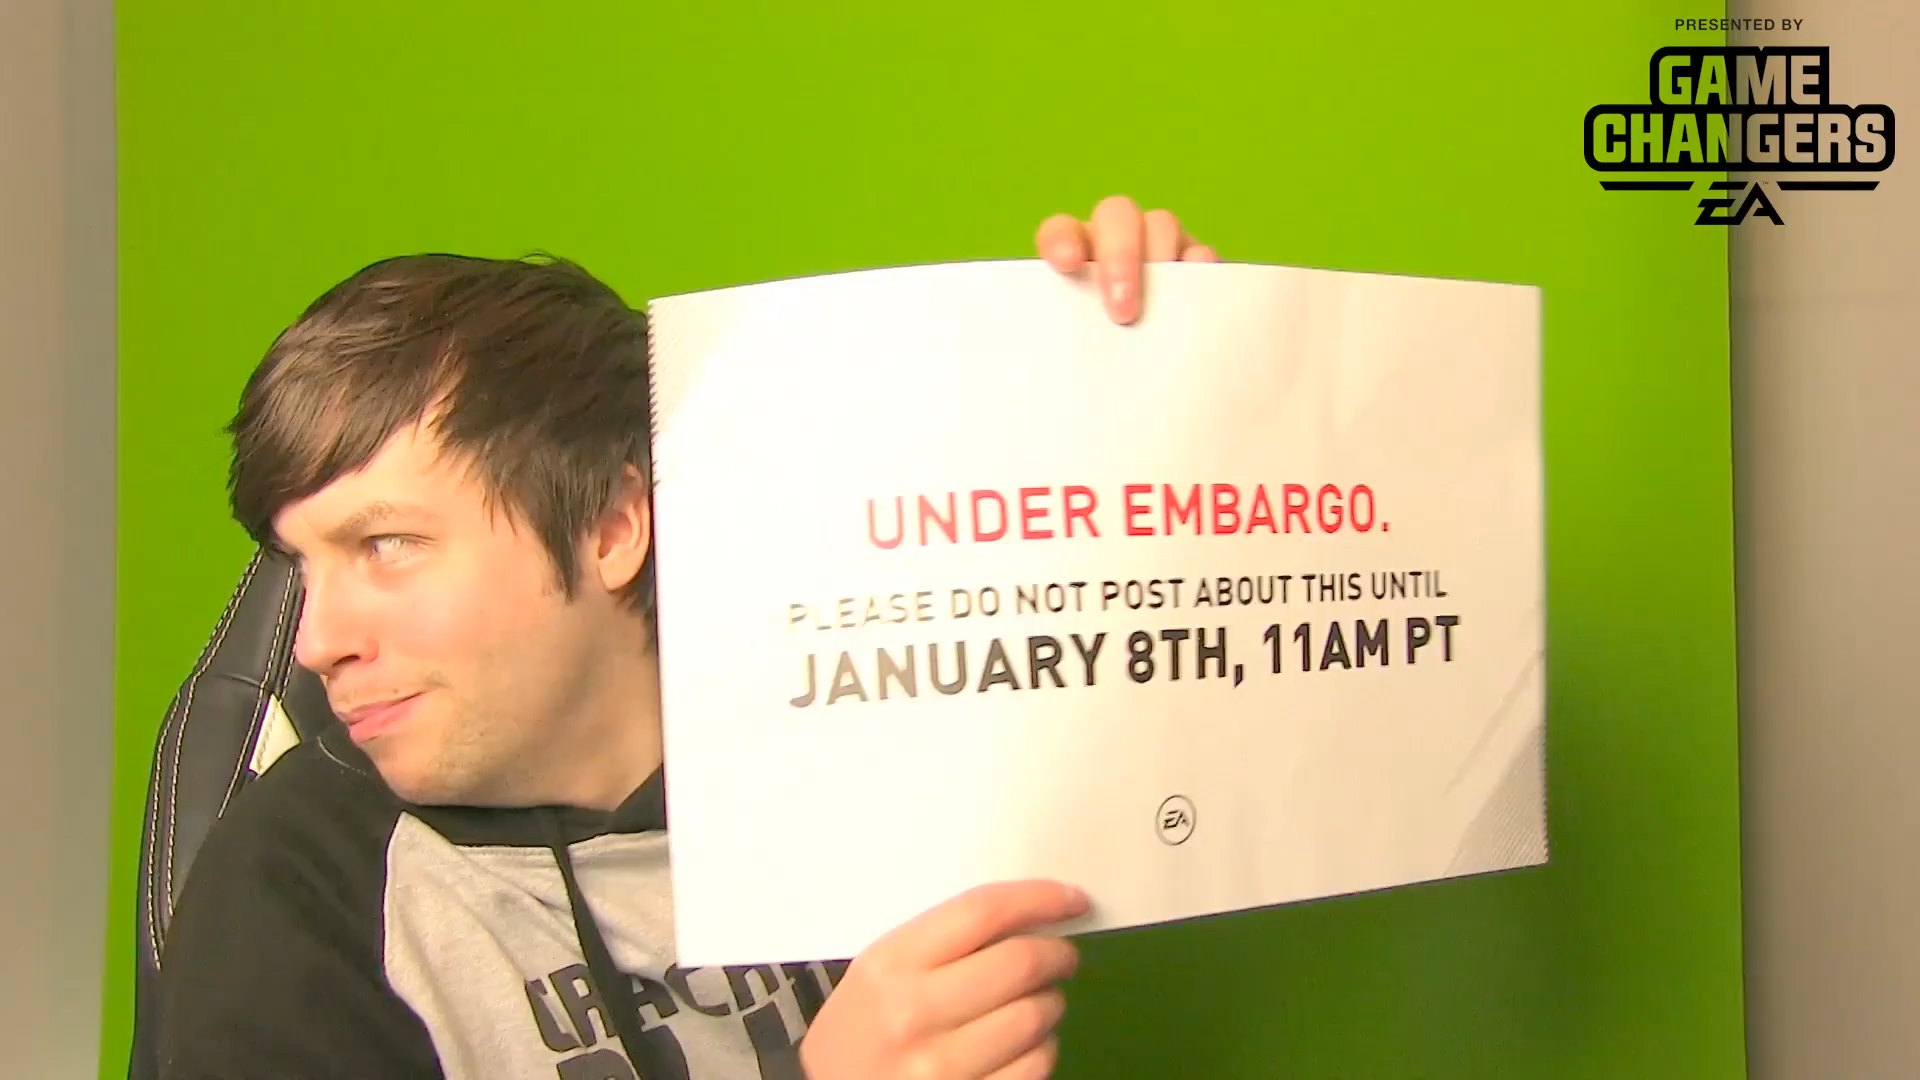 PRESENTED BY
GAME
CHANGERS
EA
UNDER EMBARGO.
PLEASE DO NOT POST ABOUT THIS UNTIL
JANUARY 8TH, 11AM PT
EA